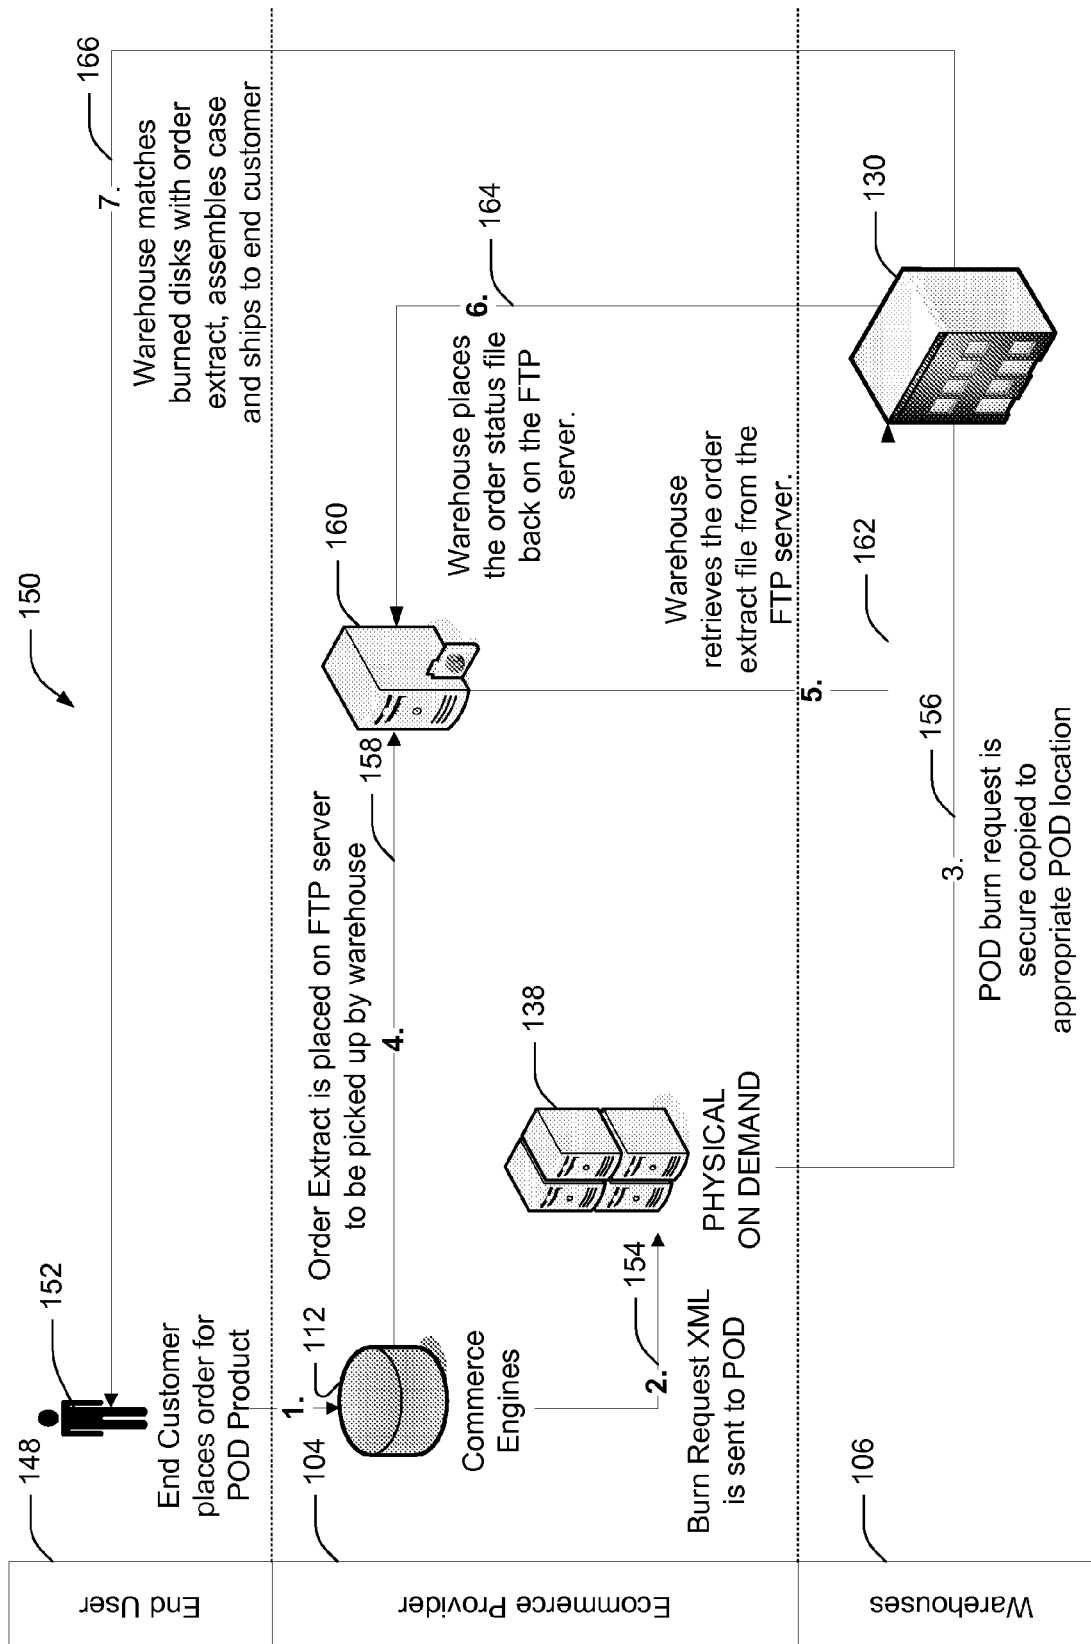 150
166
7.
Warehouse matches
burned disks with order
extract, assembles case
and ships to end customer
148
152
End Customer
places order for
POD Product
End User
1.
112
104
Commerce
Engines
Ecommerce Provider
Order Extract is placed on FTP server
to be picked up by warehouse
4.
158
160
Warehouse places
the order status file
back on the FTP
server.
6.
164
2.
154
Burn Request XML
is sent to POD
138
PHYSICAL
ON DEMAND
Warehouse
retrieves the order
extract file from the
FTP server.
5.
162
130
106
Warehouses
156
3.
POD burn request is
secure copied to
appropriate POD location